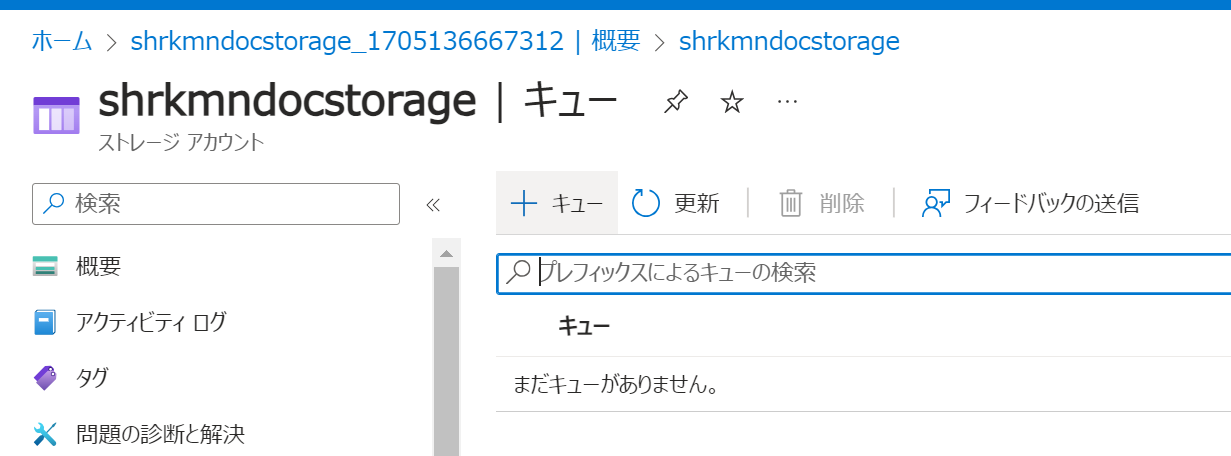 ホーム > shrkmndocstorage_1705136667312 | 概要 > shrkmndocstorage
shrkmndocstorage | キュー
ストレージ アカウント
検索
キュー 更新 削除 フィードバックの送信
概要
プレフィックスによるキューの検索
アクティビティ ログ
キュー
タグ
まだキューがありません。
問題の診断と解決